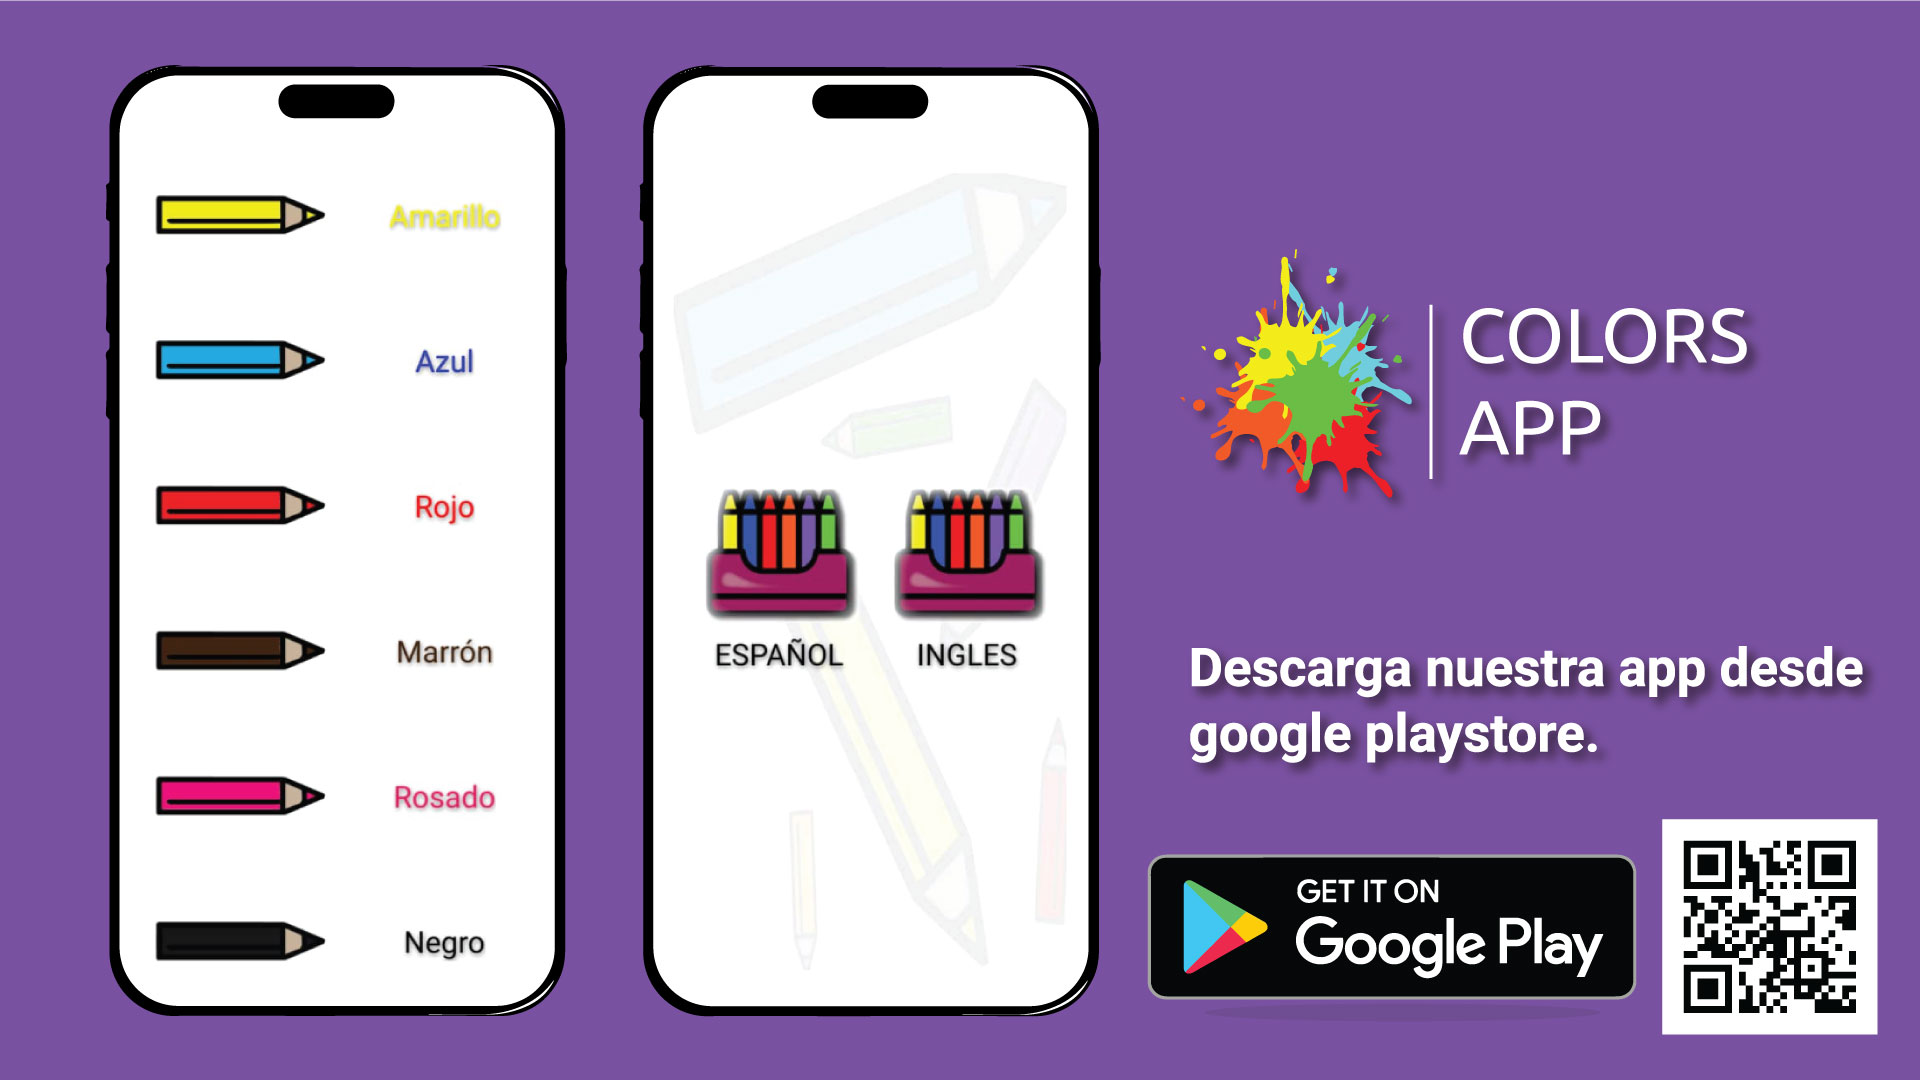 Amarillo
Azul
Rojo
Marrón
Rosado
Negro
ESPAÑOL
INGLES
COLORS
APP
Descarga nuestra app desde
google playstore.
GET IT ON
Google Play